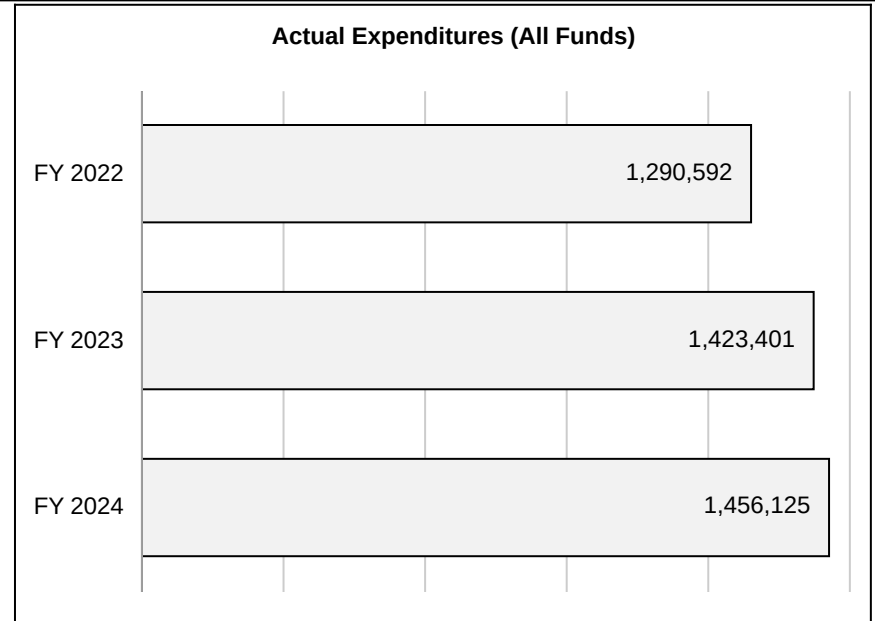 Actual Expenditures (All Funds)
FY 2022
1,290,592
FY 2023
1,423,401
FY 2024
1,456,125